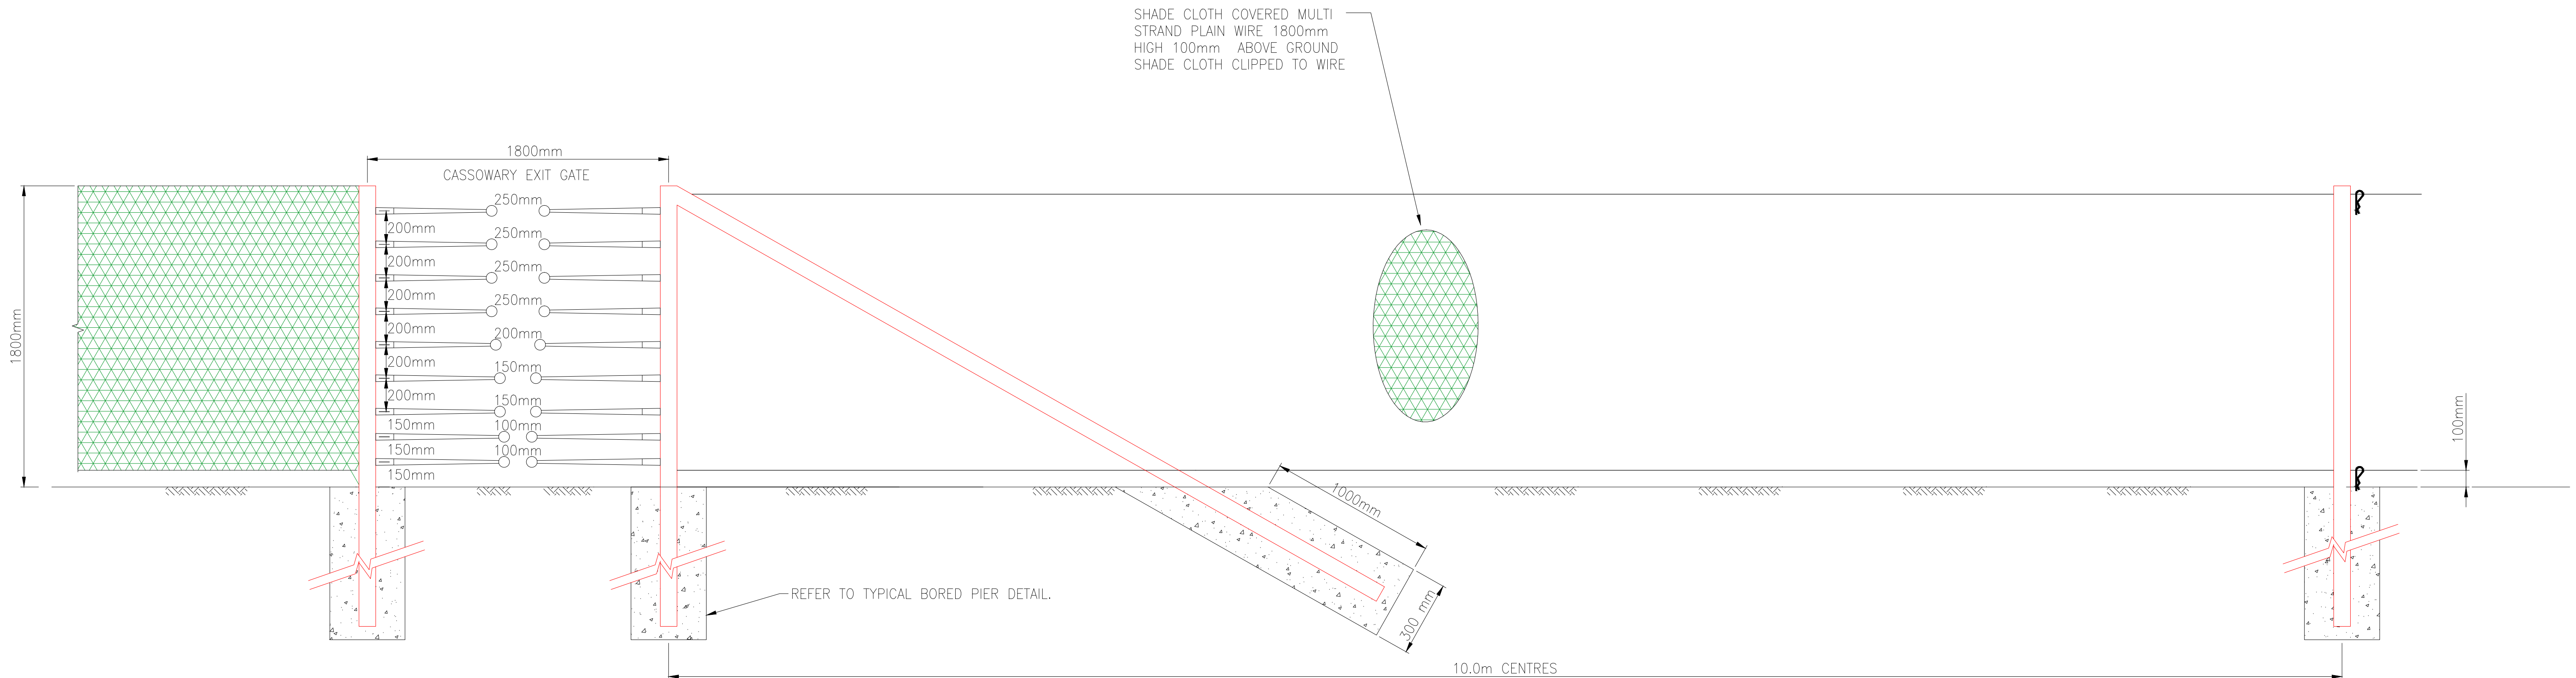 SHADE CLOTH COVERED MULTI
STRAND PLAIN WIRE 1800mm
HIGH 100mm ABOVE GROUND
SHADE CLOTH CLIPPED TO WIRE
1800mm
CASSOWARY EXIT GATE
250mm
200mm
250mm
200mm
250mm
200mm
250mm
200mm
200mm
200mm
150mm
200mm
150mm
150mm
100mm
150mm
100mm
150mm
1800mm
100mm
1000mm
300 mm
REFER TO TYPICAL BORED PIER DETAIL.
10.0m CENTRES